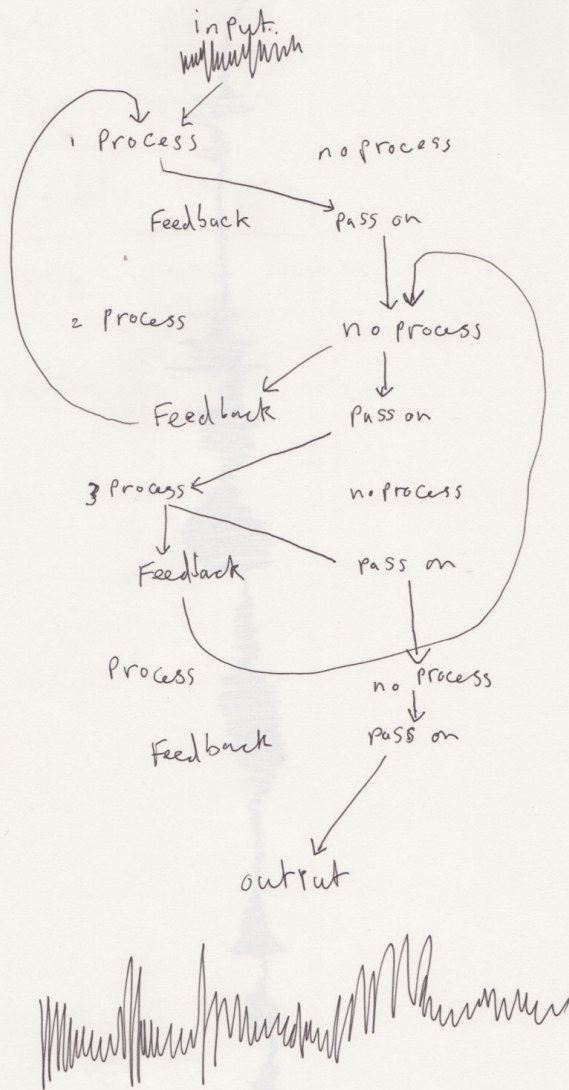 input
1 Process no process
Feedback pass on
2 Process no process
Feedback Pass on
3 Process no process
Feedback pass on
Process no process
Feedback pass on
output